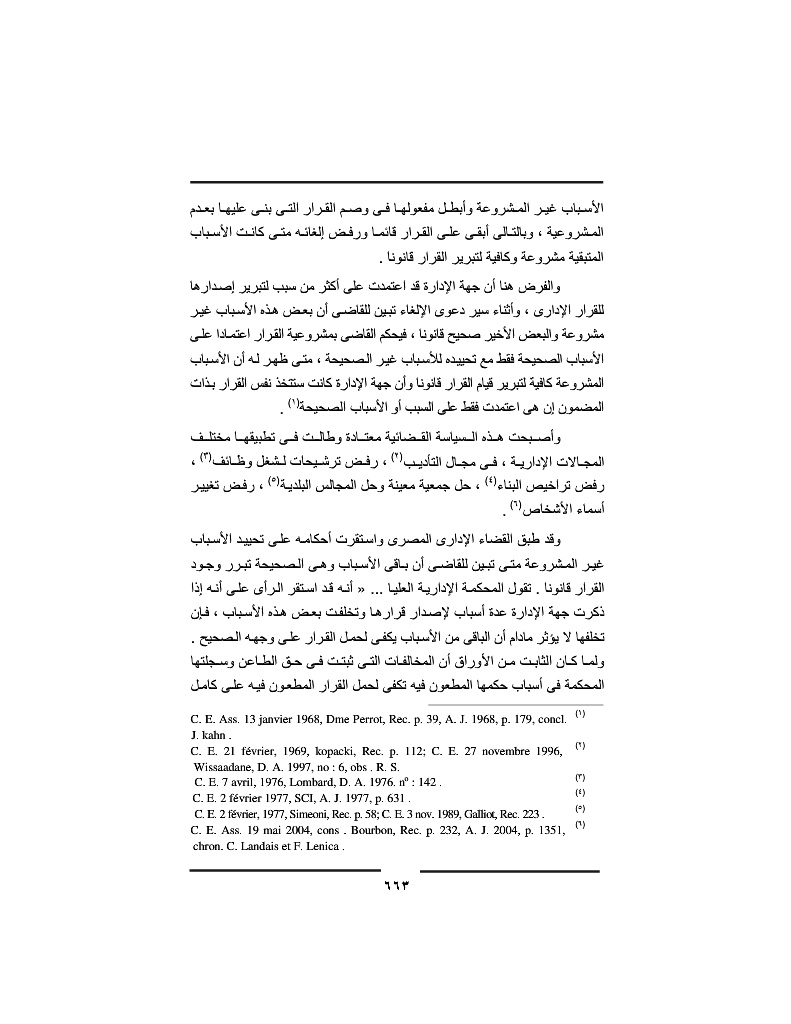 الأسباب غير المشروعة وأبطل مفعولها فى وصم القرار التى بنى عليها بعدم
المشروعية ، وبالتالى أبقى على القرار قائما ورفض إلغائه متى كانت الأسباب
المتبقية مشروعة وكافية لتبرير القرار قانونا .
والفرض هنا أن جهة الإدارة قد اعتمدت على أكثر من سبب لتبرير إصدارها
للقرار الإدارى ، وأثناء سير دعوى الإلغاء تبين للقاضى أن بعض هذه الأسباب غير
مشروعة والبعض الأخير صحيح قانونا ، فيحكم القاضى بمشروعية القرار اعتمادا على
الأسباب الصحيحة فقط مع تحييده للأسباب غير الصحيحة ، متى ظهر له أن الأسباب
المشروعة كافية لتبرير قيام القرار قانونا وأن جهة الإدارة كانت ستتخذ نفس القرار بذات
المضمون إن هى اعتمدت فقط على السبب أو الأسباب الصحيحة(١) .
وأصبحت هذه السياسة القضائية معتادة وطالت فى تطبيقها مختلف
المجالات الإدارية ، فى مجال التأديب(٢) ، رفض ترشيحات لشغل وظائف(٣) ،
رفض تراخيص البناء(٤) ، حل جمعية معينة وحل المجالس البلدية(٥) ، رفض تغيير
أسماء الأشخاص(٦) .
وقد طبق القضاء الإدارى المصرى واستقرت أحكامه على تحييد الأسباب
غير المشروعة متى تبين للقاضى أن باقى الأسباب وهى الصحيحة تبرر وجود
القرار قانونا . تقول المحكمة الإدارية العليا ... « أنه قد استقر الرأى على أنه إذا
ذكرت جهة الإدارة عدة أسباب لإصدار قرارها وتخلفت بعض هذه الأسباب ، فإن
تخلفها لا يؤثر مادام أن الباقى من الأسباب يكفى لحمل القرار على وجهه الصحيح .
ولما كان الثابت من الأوراق أن المخالفات التى ثبتت فى حق الطاعن وسجلتها
المحكمة فى أسباب حكمها المطعون فيه تكفى لحمل القرار المطعون فيه على كامل
(١) C. E. Ass. 13 janvier 1968, Dme Perrot, Rec. p. 39, A. J. 1968, p. 179, concl.
J. kahn .
(٢) C. E. 21 février, 1969, kopacki, Rec. p. 112; C. E. 27 novembre 1996,
Wissaadane, D. A. 1997, no : 6, obs . R. S.
(٣) C. E. 7 avril, 1976, Lombard, D. A. 1976. nº : 142 .
(٤) C. E. 2 février 1977, SCI, A. J. 1977, p. 631 .
(٥) C. E. 2 février, 1977, Simeoni, Rec. p. 58; C. E. 3 nov. 1989, Galliot, Rec. 223 .
(٦) C. E. Ass. 19 mai 2004, cons . Bourbon, Rec. p. 232, A. J. 2004, p. 1351,
chron. C. Landais et F. Lenica .
٦٦٣